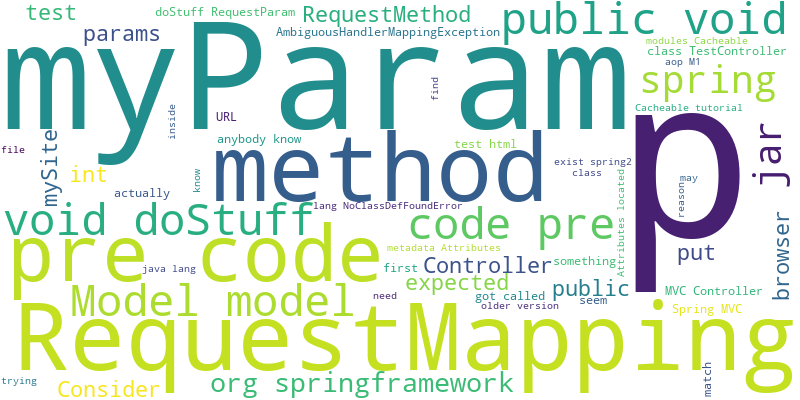 test
doStuff RequestParam
RequestMethod
public void
params
AmbiguousHandlerMappingException
modules Cacheable
class TestController
aop M1
myParam
find
spring
inside
URL
Cacheable tutorial
p
jar
file
mySite
anybody know
method
test html
exist spring2
class
int
know
actually
may
reason
Attributes located
lang NoClassDefFoundError
void doStuff
code pre
put
browser
pre code
metadata Attributes
java lang
first
Controller
something
expected
need
Model model
got called
public
seem
MVC Controller
older version
Spring MVC
RequestMapping
trying
Consider
org springframework
match